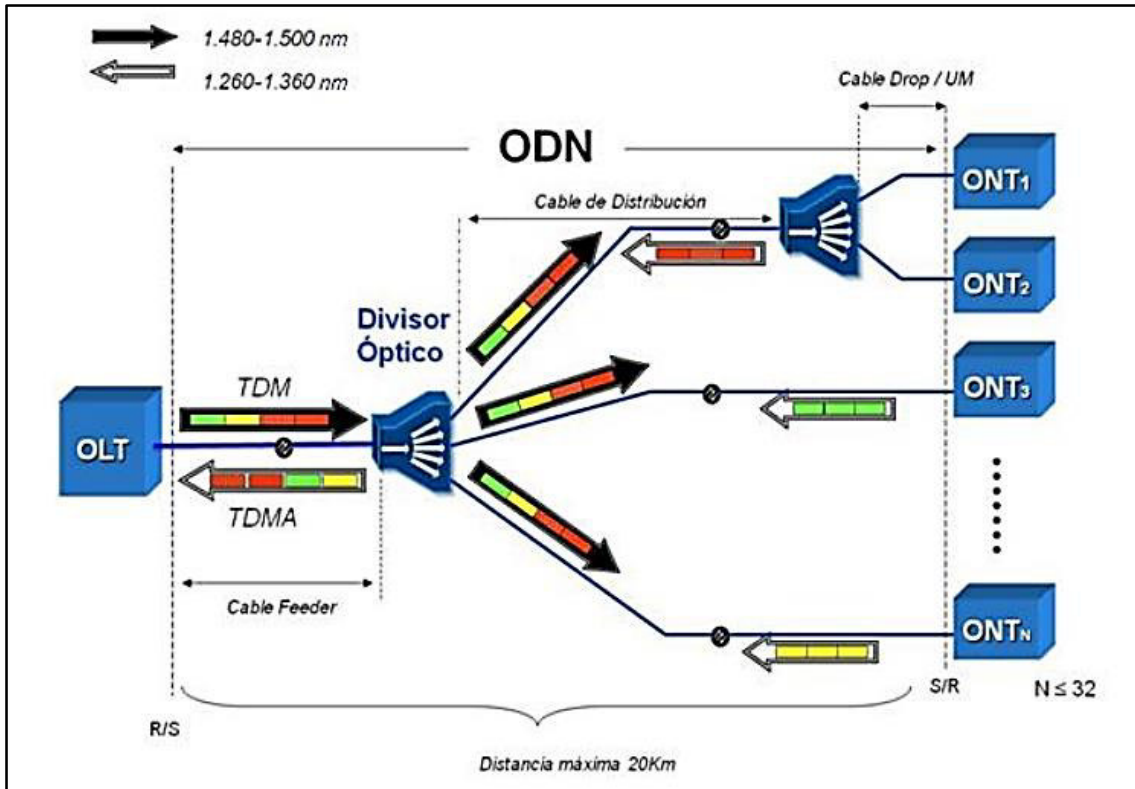 1.480-1.500 nm
1.260-1.360 nm
Cable Drop / UM
ODN
ONT1
Cable de Distribución
ONT2
Divisor
Óptico
TDM
ONT3
OLT
TDMA
Cable Feeder
ONTN
S/R
N ≤ 32
R/S
Distancia máxima 20Km